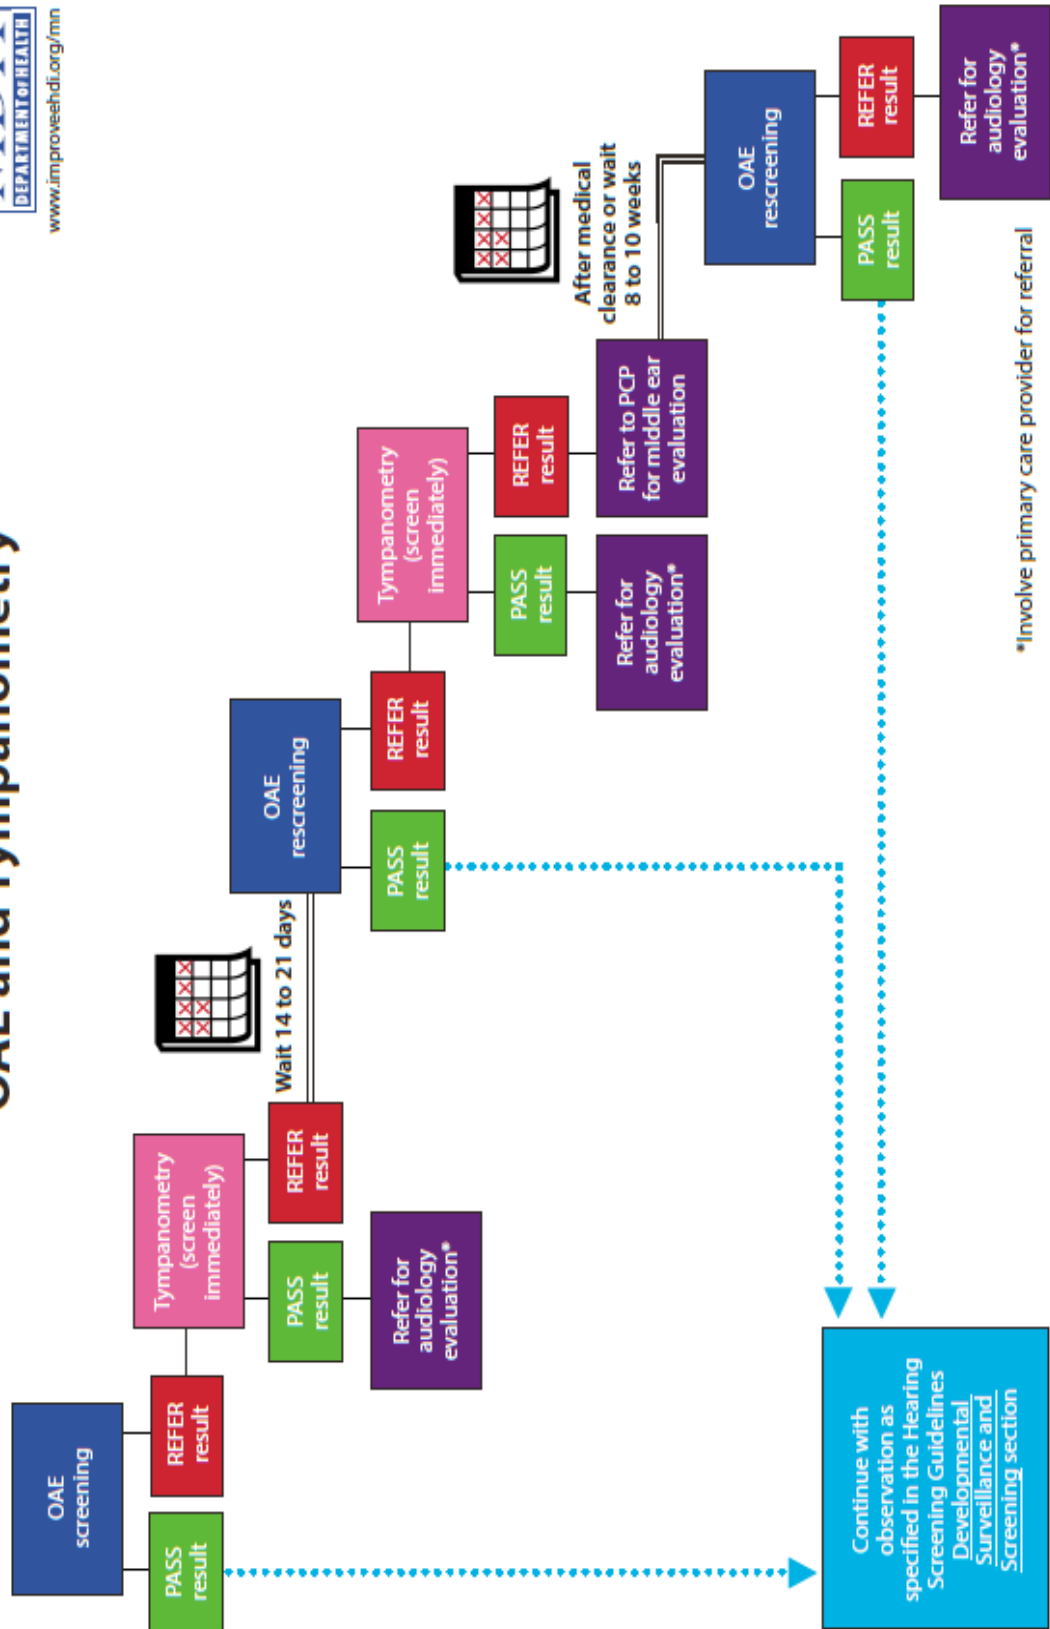 OAE and Tympanometry
DEPARTMENT OF HEALTH
www.improveehdi.org/mn
OAE
screening
PASS
result
REFER
result
Tympanometry
(screen
immediately)
PASS
result
REFER
result
Refer for
audiology
evaluation*
Wait 14 to 21 days
OAE
rescreening
PASS
result
REFER
result
Tympanometry
(screen
immediately)
PASS
result
REFER
result
Refer for
audiology
evaluation*
Refer to PCP
for middle ear
evaluation
After medical
clearance or wait
8 to 10 weeks
OAE
rescreening
PASS
result
REFER
result
Refer for
audiology
evaluation*
Continue with
observation as
specified in the Hearing
Screening Guidelines
Developmental
Surveillance and
Screening section
*Involve primary care provider for referral